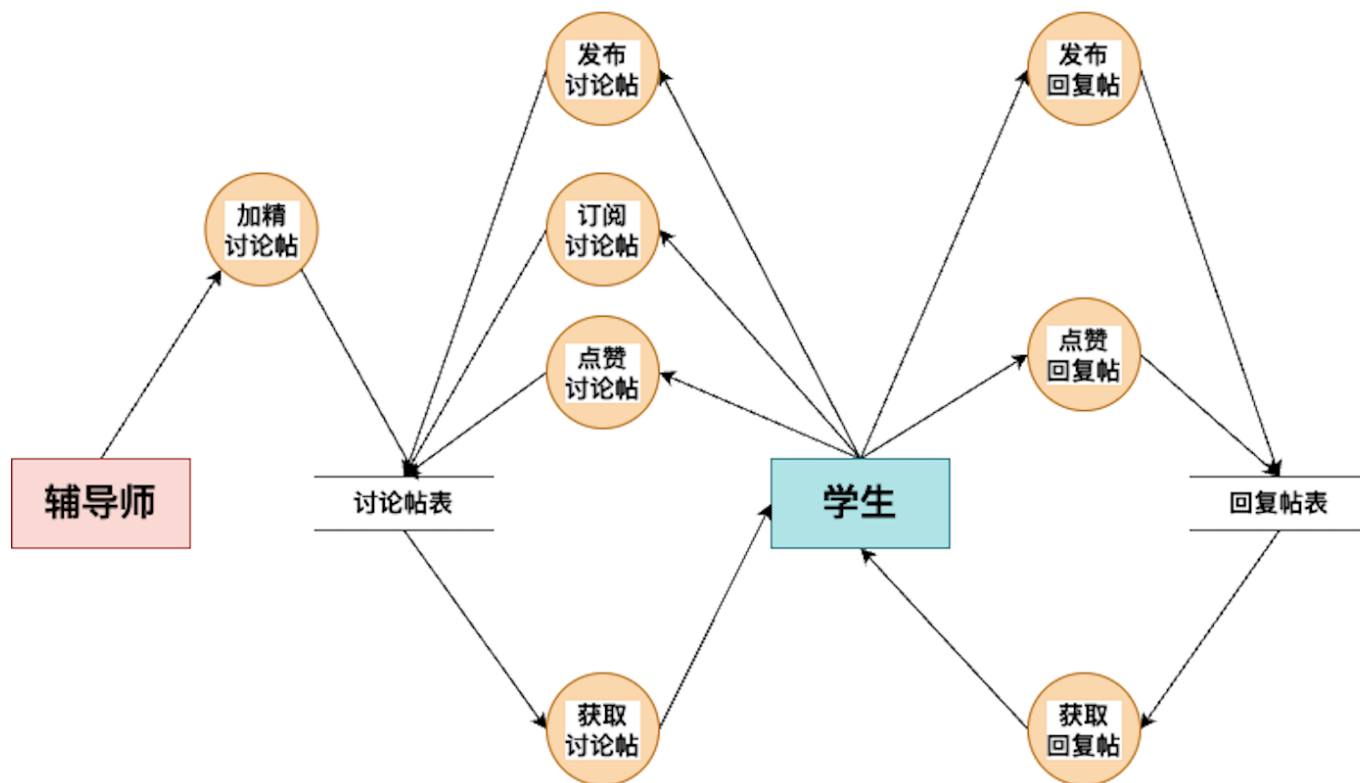 发布
讨论帖
发布
回复帖
加精
讨论帖
订阅
讨论帖
点赞
讨论帖
点赞
回复帖
辅导师
讨论帖表
学生
回复帖表
获取
讨论帖
获取
回复帖